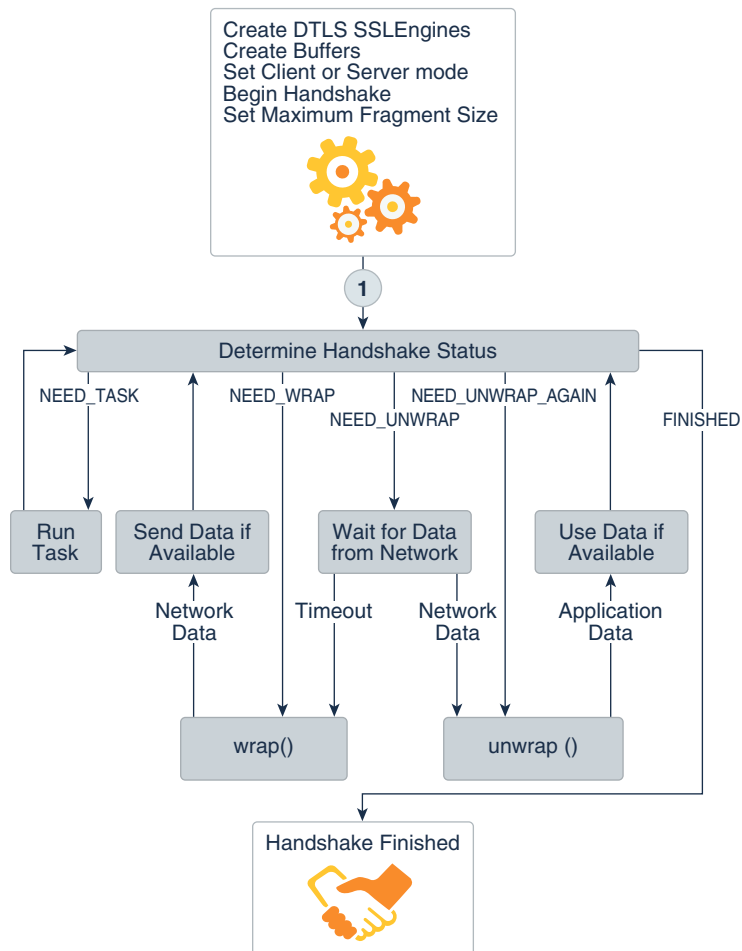 Create DTLS SSLEngines
Create Buffers
Set Client or Server mode
Begin Handshake
Set Maximum Fragment Size
1
Determine Handshake Status
NEED_TASK
NEED_WRAP
NEED_UNWRAP
NEED_UNWRAP_AGAIN
FINISHED
Run
Task
Send Data if
Available
Wait for Data
from Network
Use Data if
Available
Network
Data
Timeout
Network
Data
Application
Data
wrap()
unwrap ()
Handshake Finished